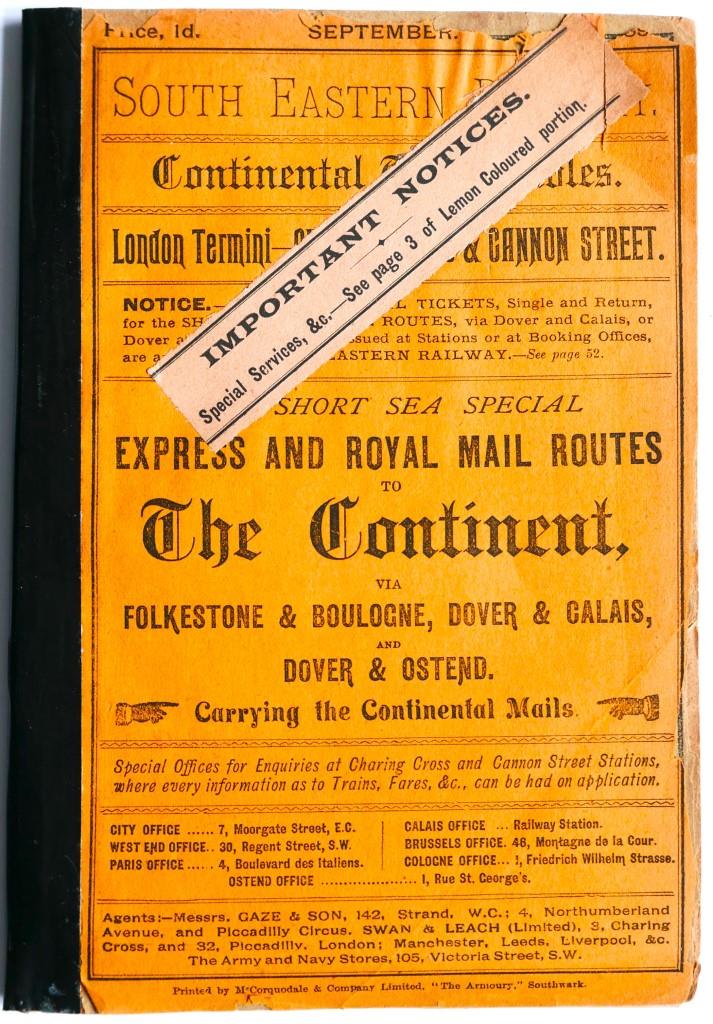 Price, 1d. SEPTEMBER.
SOUTH EASTERN
Continental
London Termini & CANNON STREET.
IMPORTANT NOTICES.
Special Services, &c.—See page 3 of Lemon Coloured portion.
NOTICE.— TICKETS, Single and Return,
for the ROUTES, via Dover and Calais, or
Dover issued at Stations or at Booking Offices,
are EASTERN RAILWAY.—See page 52.
SHORT SEA SPECIAL
EXPRESS AND ROYAL MAIL ROUTES
TO
The Continent,
VIA
FOLKESTONE & BOULOGNE, DOVER & CALAIS,
AND
DOVER & OSTEND.
Carrying the Continental Mails.
Special Offices for Enquiries at Charing Cross and Cannon Street Stations,
where every information as to Trains, Fares, &c., can be had on application.
CITY OFFICE ...... 7, Moorgate Street, E.C.
WEST END OFFICE.. 30, Regent Street, S.W.
PARIS OFFICE ...... 4, Boulevard des Italiens.
CALAIS OFFICE ... Railway Station.
BRUSSELS OFFICE. 46, Montagne de la Cour.
COLOGNE OFFICE... 1, Friedrich Wilhelm Strasse.
OSTEND OFFICE ..................... 1, Rue St. George's.
Agents:—Messrs. GAZE & SON, 142, Strand, W.C.; 4, Northumberland
Avenue, and Piccadilly Circus. SWAN & LEACH (Limited), 3, Charing
Cross, and 32, Piccadilly, London; Manchester, Leeds, Liverpool, &c.
The Army and Navy Stores, 105, Victoria Street, S.W.
Printed by McCorquodale & Company Limited, "The Armoury," Southwark.